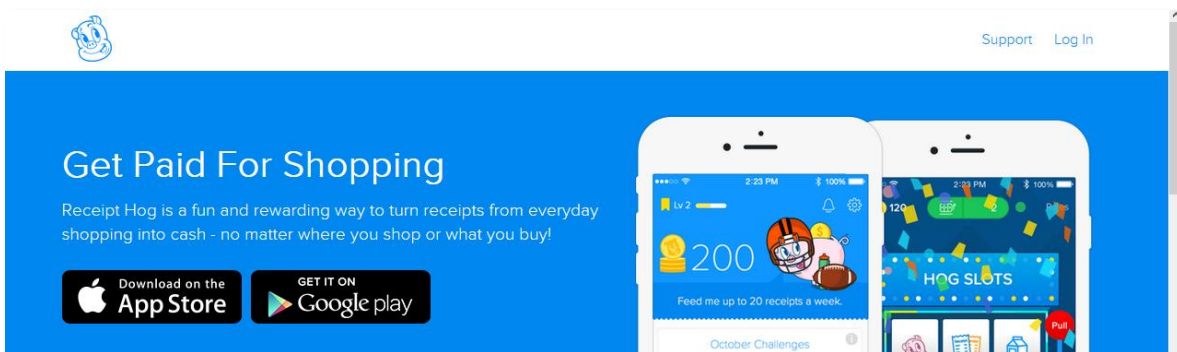 Support Log In
Get Paid For Shopping
Receipt Hog is a fun and rewarding way to turn receipts from everyday
shopping into cash - no matter where you shop or what you buy!
Download on the
App Store
GET IT ON
Google play
2:23 PM 100%
Lv 2
200
Feed me up to 20 receipts a week.
October Challenges
2:23 PM 100%
120 2
HOG SLOTS
Pull